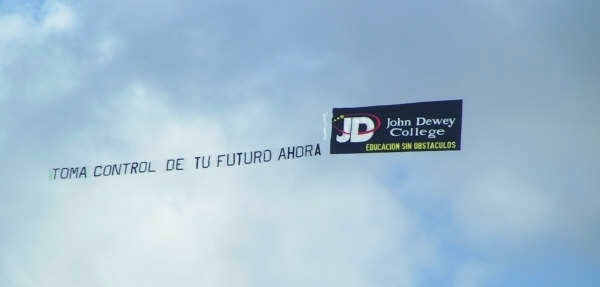 TOMA CONTROL DE TU FUTURO AHORA
JD
John Dewey
College
EDUCACION SIN OBSTACULOS